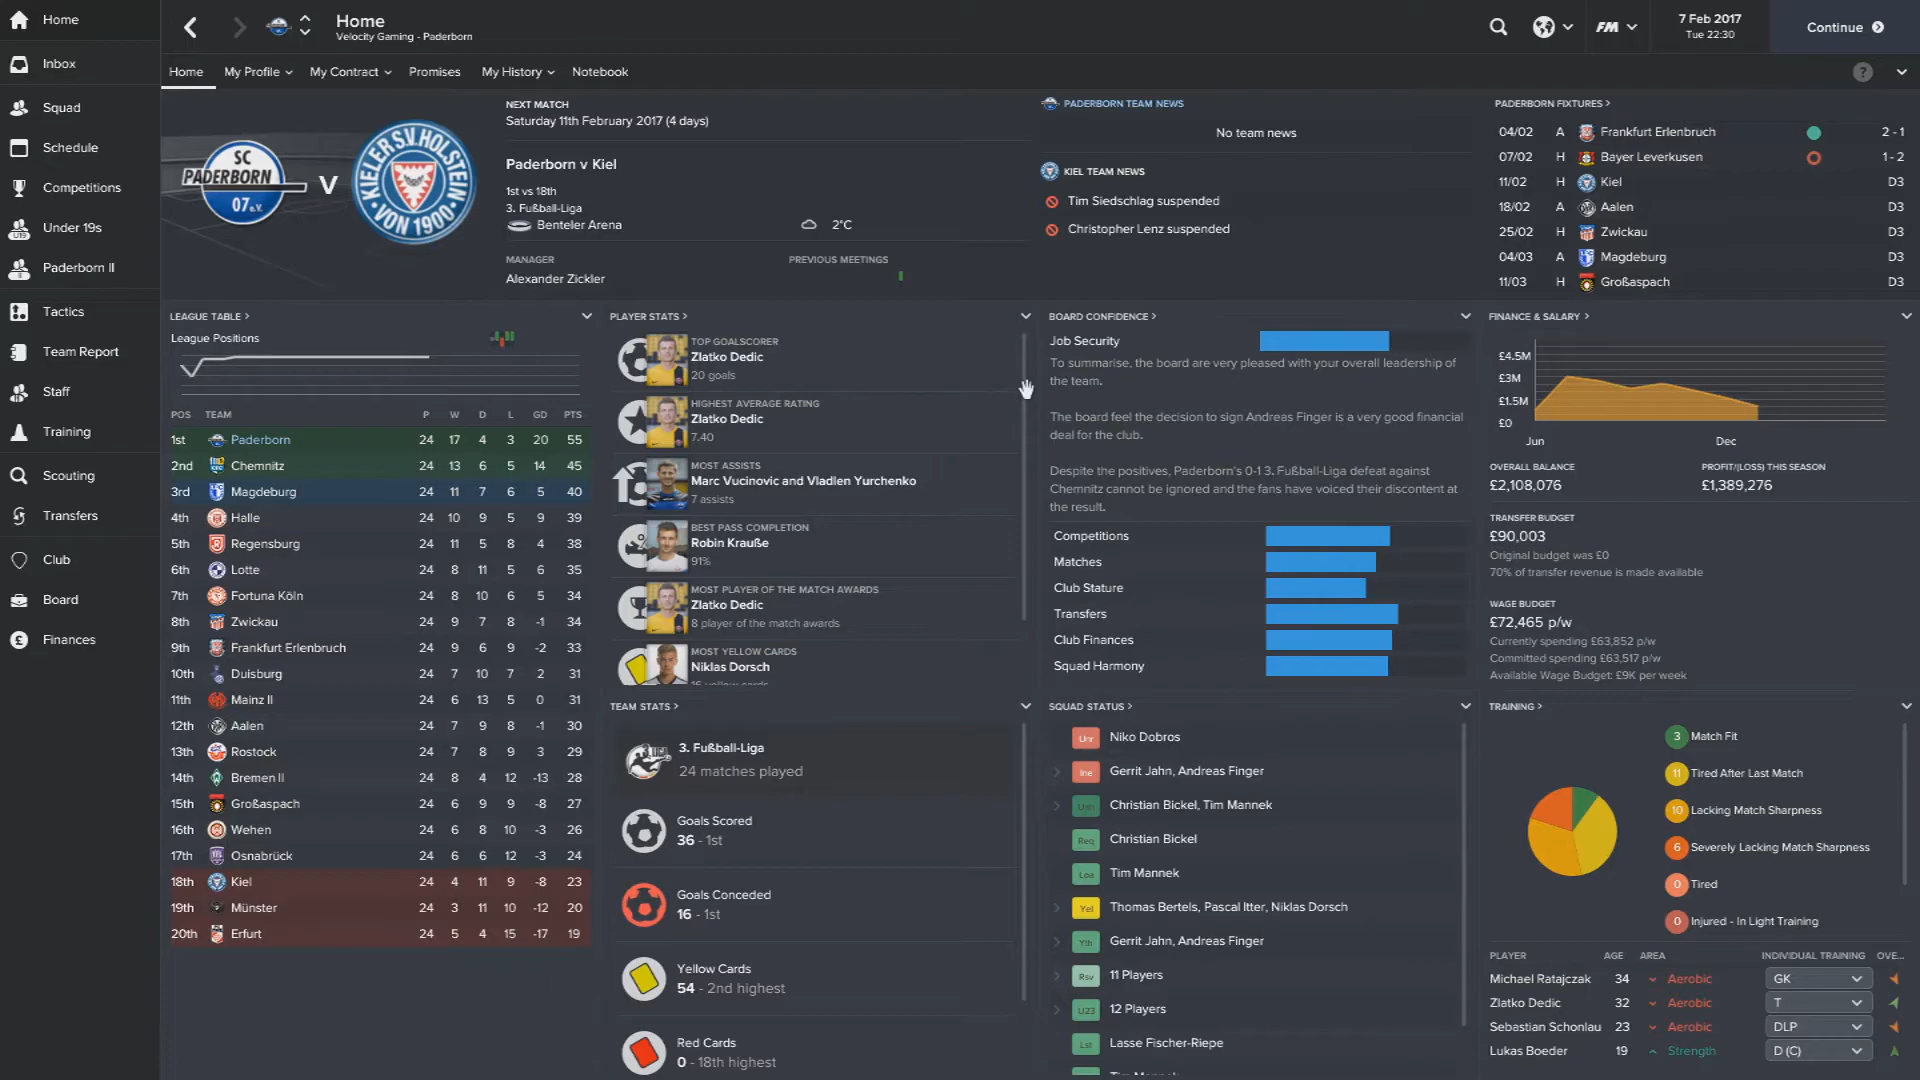 Home
Inbox
Squad
Schedule
Competitions
Under 19s
Paderborn II
Tactics
Team Report
Staff
Training
Scouting
Transfers
Club
Board
Finances
Home
Velocity Gaming - Paderborn
FM
7 Feb 2017
Tue 22:30
Continue
Home My Profile My Contract Promises My History Notebook
SC
PADERBORN
07 e.V.
V
KIELER S.V. HOLSTEIN
VON 1900
NEXT MATCH
Saturday 11th February 2017 (4 days)
Paderborn v Kiel
1st vs 18th
3. Fußball-Liga
Benteler Arena 2°C
MANAGER PREVIOUS MEETINGS
Alexander Zickler
PADERBORN TEAM NEWS
No team news
KIEL TEAM NEWS
Tim Siedschlag suspended
Christopher Lenz suspended
PADERBORN FIXTURES >
04/02 A Frankfurt Erlenbruch 2 - 1
07/02 H Bayer Leverkusen 1 - 2
11/02 H Kiel D3
18/02 A Aalen D3
25/02 H Zwickau D3
04/03 A Magdeburg D3
11/03 H Großaspach D3
LEAGUE TABLE >
League Positions
POS TEAM P W D L GD PTS
1st Paderborn 24 17 4 3 20 55
2nd Chemnitz 24 13 6 5 14 45
3rd Magdeburg 24 11 7 6 5 40
4th Halle 24 10 9 5 9 39
5th Regensburg 24 11 5 8 4 38
6th Lotte 24 8 11 5 6 35
7th Fortuna Köln 24 8 10 6 5 34
8th Zwickau 24 9 7 8 -1 34
9th Frankfurt Erlenbruch 24 9 6 9 -2 33
10th Duisburg 24 7 10 7 2 31
11th Mainz II 24 6 13 5 0 31
12th Aalen 24 7 9 8 -1 30
13th Rostock 24 7 8 9 3 29
14th Bremen II 24 8 4 12 -13 28
15th Großaspach 24 6 9 9 -8 27
16th Wehen 24 6 8 10 -3 26
17th Osnabrück 24 6 6 12 -3 24
18th Kiel 24 4 11 9 -8 23
19th Münster 24 3 11 10 -12 20
20th Erfurt 24 5 4 15 -17 19
PLAYER STATS >
TOP GOALSCORER
Zlatko Dedic
20 goals
HIGHEST AVERAGE RATING
Zlatko Dedic
7.40
MOST ASSISTS
Marc Vucinovic and Vladlen Yurchenko
7 assists
BEST PASS COMPLETION
Robin Krauße
91%
MOST PLAYER OF THE MATCH AWARDS
Zlatko Dedic
8 player of the match awards
MOST YELLOW CARDS
Niklas Dorsch
16 yellow cards
TEAM STATS >
3. Fußball-Liga
24 matches played
Goals Scored
36 - 1st
Goals Conceded
16 - 1st
Yellow Cards
54 - 2nd highest
Red Cards
0 - 18th highest
BOARD CONFIDENCE >
Job Security
To summarise, the board are very pleased with your overall leadership of
the team.
The board feel the decision to sign Andreas Finger is a very good financial
deal for the club.
Despite the positives, Paderborn's 0-1 3. Fußball-Liga defeat against
Chemnitz cannot be ignored and the fans have voiced their discontent at
the result.
Competitions
Matches
Club Stature
Transfers
Club Finances
Squad Harmony
SQUAD STATUS >
Unr Niko Dobros
Ine Gerrit Jahn, Andreas Finger
Christian Bickel, Tim Mannek
Req Christian Bickel
Loa Tim Mannek
Yel Thomas Bertels, Pascal Itter, Niklas Dorsch
Yth Gerrit Jahn, Andreas Finger
Rsv 11 Players
U23 12 Players
Lst Lasse Fischer-Riepe
Tim Mannek
FINANCE & SALARY >
£4.5M
£3M
£1.5M
£0
Jun Dec
OVERALL BALANCE PROFIT/(LOSS) THIS SEASON
£2,108,076 £1,389,276
TRANSFER BUDGET
£90,003
Original budget was £0
70% of transfer revenue is made available
WAGE BUDGET
£72,465 p/w
Currently spending £63,852 p/w
Committed spending £63,517 p/w
Available Wage Budget: £9K per week
TRAINING >
3 Match Fit
11 Tired After Last Match
10 Lacking Match Sharpness
6 Severely Lacking Match Sharpness
0 Tired
0 Injured - In Light Training
PLAYER AGE AREA INDIVIDUAL TRAINING OVE...
Michael Ratajczak 34 Aerobic GK
Zlatko Dedic 32 Aerobic T
Sebastian Schonlau 23 Aerobic DLP
Lukas Boeder 19 Strength D (C)